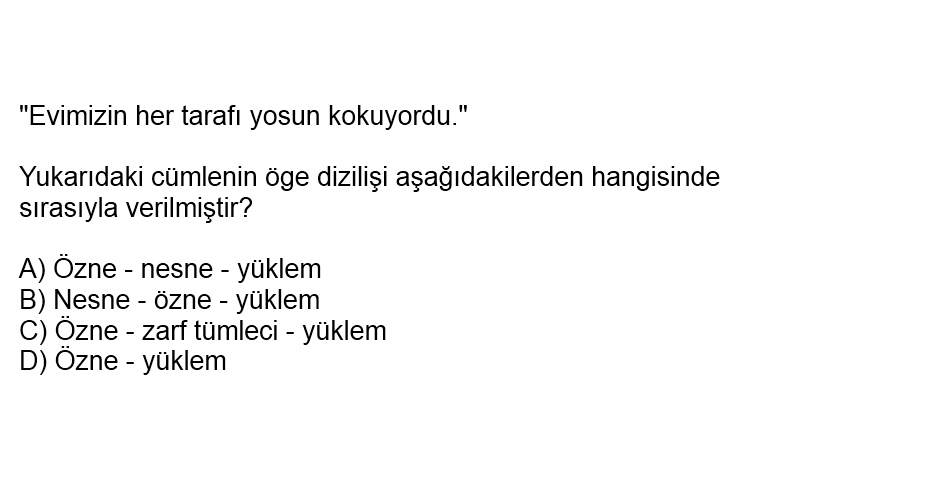 "Evimizin her tarafı yosun kokuyordu."
Yukarıdaki cümlenin öge dizilişi aşağıdakilerden hangisinde
sırasıyla verilmiştir?
A) Özne - nesne - yüklem
B) Nesne - özne - yüklem
C) Özne - zarf tümleci - yüklem
D) Özne - yüklem